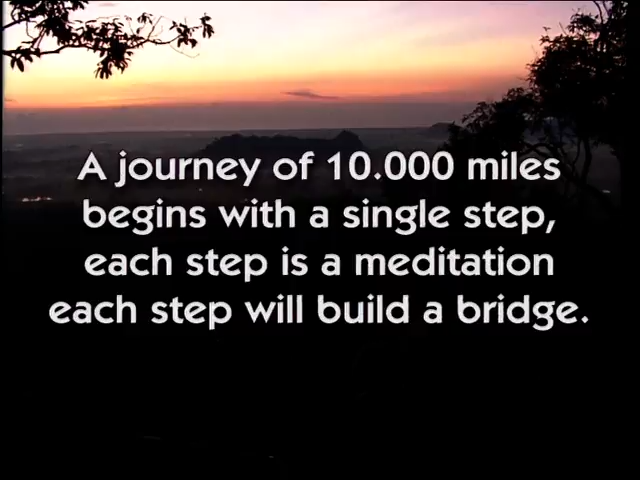 A journey of 10.000 miles
begins with a single step,
each step is a meditation
each step will build a bridge.